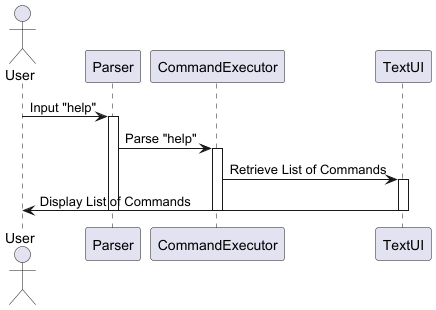 User
Parser
CommandExecutor
TextUI
Input "help"
Parse "help"
Retrieve List of Commands
Display List of Commands
User
Parser
CommandExecutor
TextUI